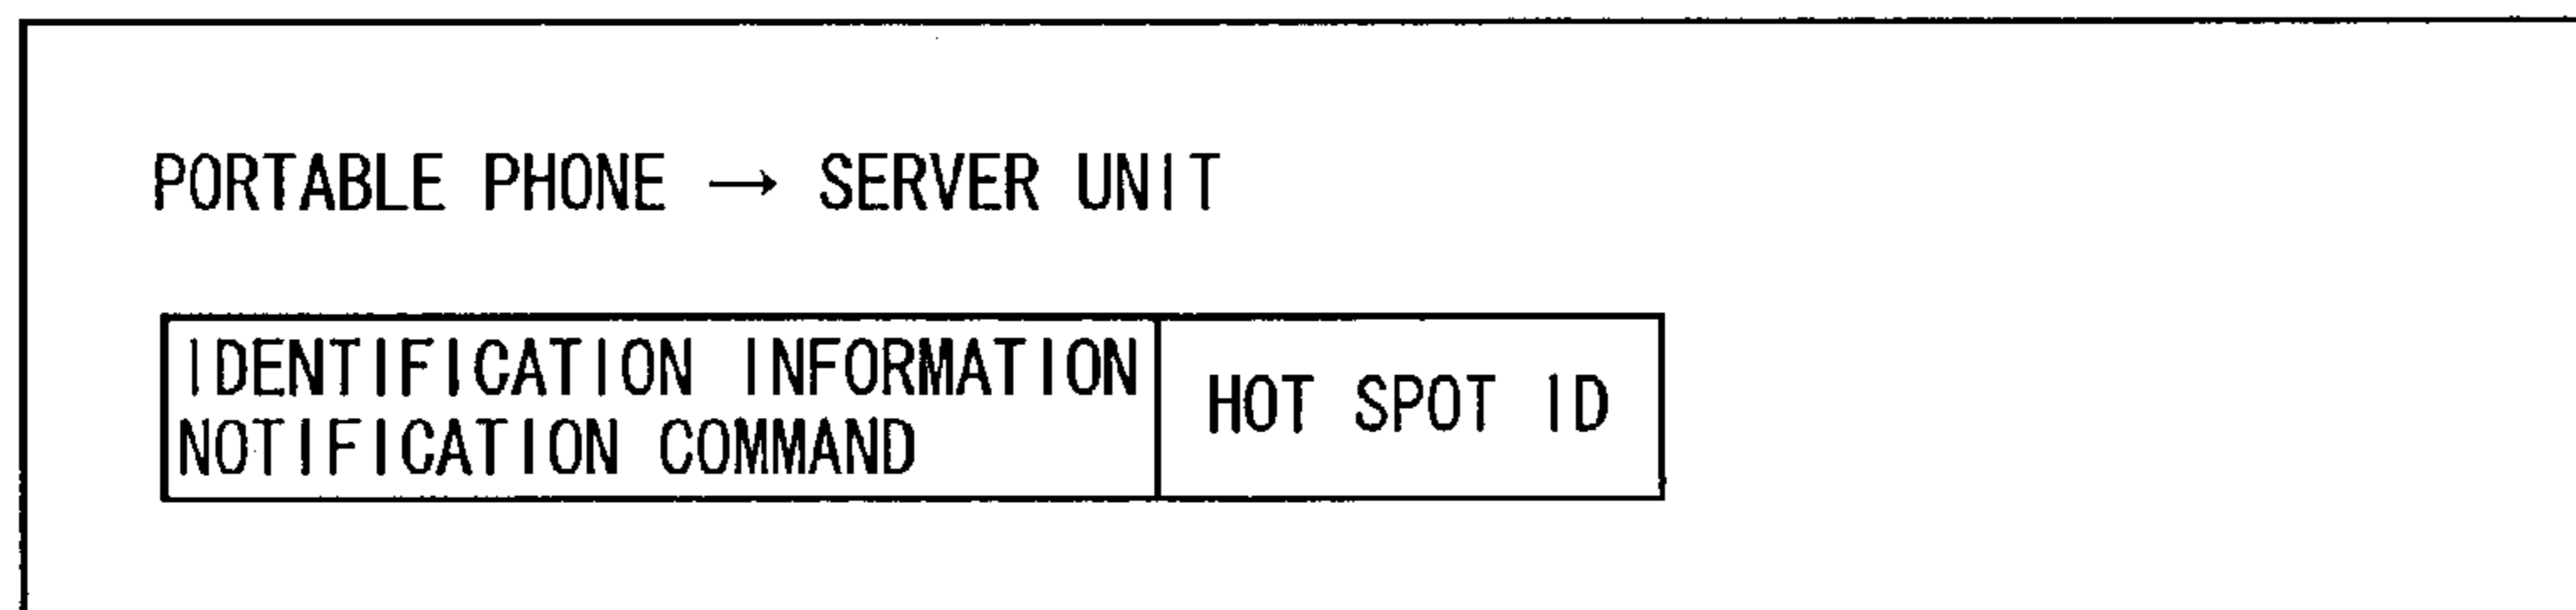 PORTABLE PHONE → SERVER UNIT
IDENTIFICATION INFORMATION
NOTIFICATION COMMAND
HOT SPOT ID